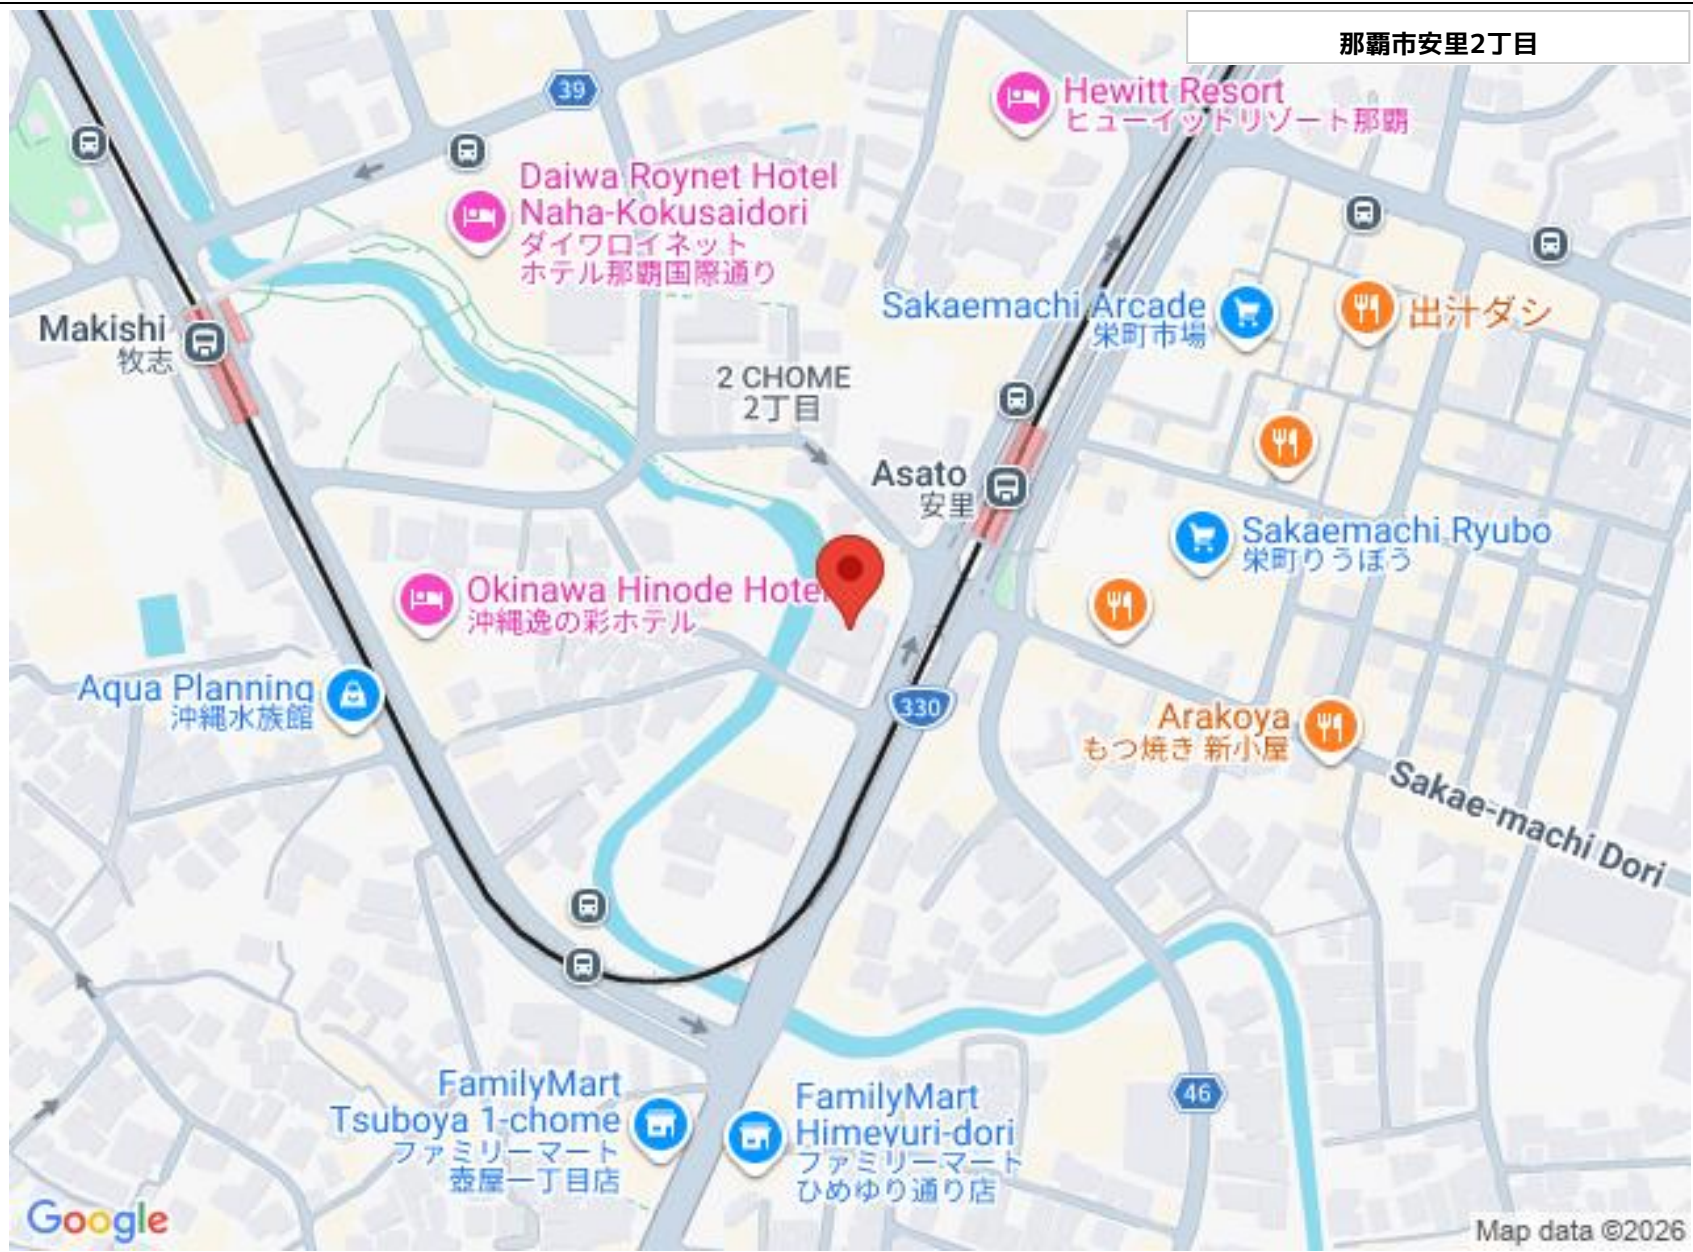 那覇市安里2丁目
39
Hewitt Resort
ヒューイットリゾート那覇
Daiwa Roynet Hotel
Naha-Kokusaidori
ダイワロイネット
ホテル那覇国際通り
Sakaemachi Arcade
栄町市場
出汁ダシ
Makishi
牧志
2 CHOME
2丁目
Asato
安里
Sakaemachi Ryubo
栄町りうぼう
Okinawa Hinode Hotel
沖縄逸の彩ホテル
Aqua Planning
沖縄水族館
330
Arakoya
もつ焼き 新小屋
Sakae-machi Dori
FamilyMart
Tsuboya 1-chome
ファミリーマート
壺屋一丁目店
FamilyMart
Himeyuri-dori
ファミリーマート
ひめゆり通り店
46
Google
Map data ©2026